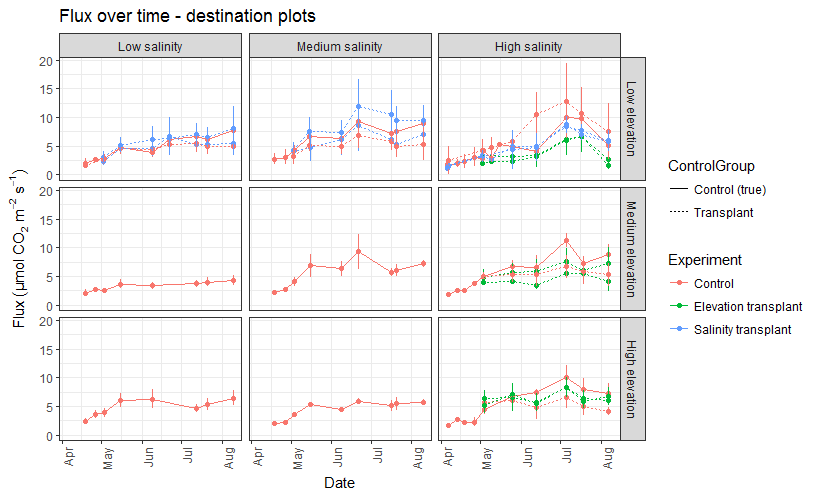 Flux over time - destination plots
Low salinity
Medium salinity
High salinity
20
15
10
5
0
Low elevation
20
15
10
5
0
Medium elevation
20
15
10
5
0
High elevation
Apr
May
Jun
Jul
Aug
Apr
May
Jun
Jul
Aug
Apr
May
Jun
Jul
Aug
Date
Flux (μmol CO₂ m⁻² s⁻¹)
ControlGroup
Control (true)
Transplant
Experiment
Control
Elevation transplant
Salinity transplant